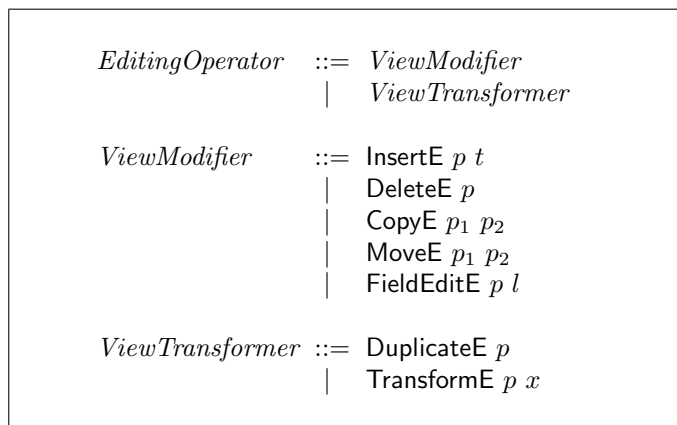 EditingOperator ::= ViewModifier
| ViewTransformer
ViewModifier ::= InsertE p t
| DeleteE p
| CopyE p₁ p₂
| MoveE p₁ p₂
| FieldEditE p l
ViewTransformer ::= DuplicateE p
| TransformE p x